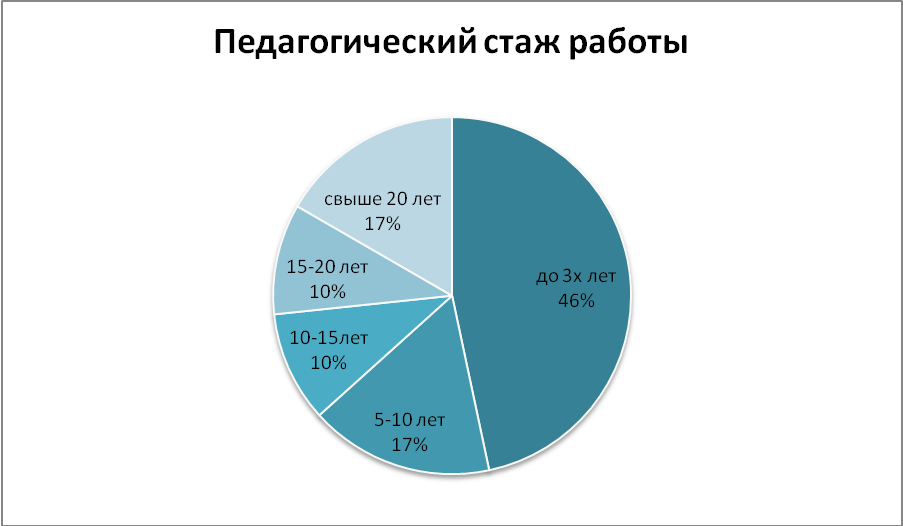 Педагогический стаж работы
свыше 20 лет
17%
15-20 лет
10%
10-15лет
10%
5-10 лет
17%
до 3х лет
46%